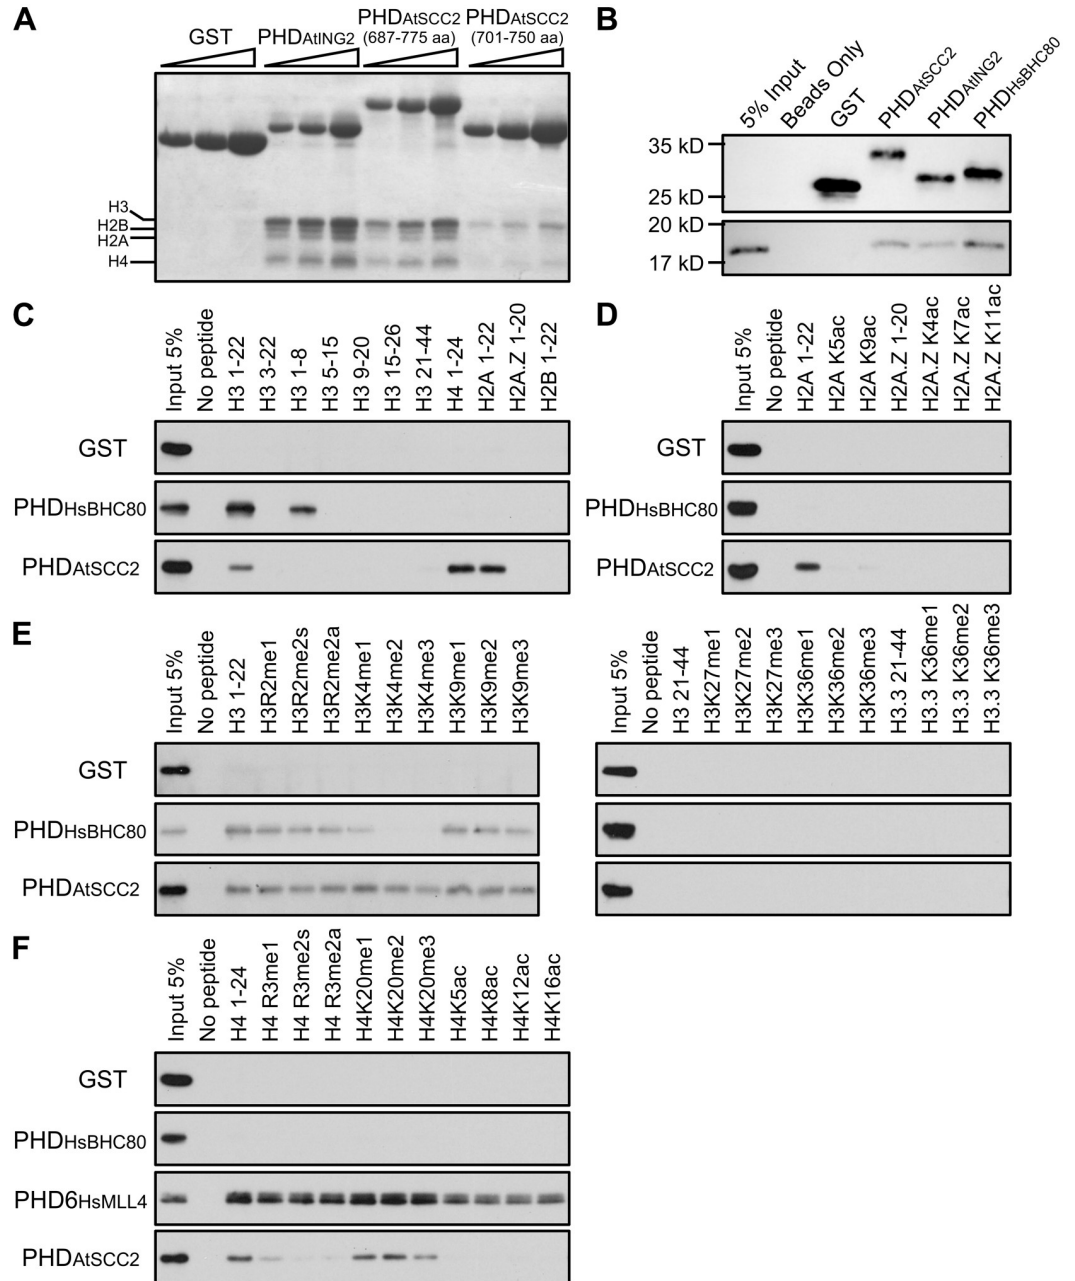 A
GST
PHDAtING2
PHDAtSCC2
(687-775 aa)
PHDAtSCC2
(701-750 aa)
H3
H2B
H2A
H4
B
5% Input
Beads Only
GST
PHDAtSCC2
PHDAtING2
PHDHsBHC80
35 kD
25 kD
20 kD
17 kD
C
Input 5%
No peptide
H3 1-22
H3 3-22
H3 1-8
H3 5-15
H3 9-20
H3 15-26
H3 21-44
H4 1-24
H2A 1-22
H2A.Z 1-20
H2B 1-22
GST
PHDHsBHC80
PHDAtSCC2
D
Input 5%
No peptide
H2A 1-22
H2A K5ac
H2A K9ac
H2A.Z 1-20
H2A.Z K4ac
H2A.Z K7ac
H2A.Z K11ac
GST
PHDHsBHC80
PHDAtSCC2
E
Input 5%
No peptide
H3 1-22
H3R2me1
H3R2me2s
H3R2me2a
H3K4me1
H3K4me2
H3K4me3
H3K9me1
H3K9me2
H3K9me3
GST
PHDHsBHC80
PHDAtSCC2
Input 5%
No peptide
H3 21-44
H3K27me1
H3K27me2
H3K27me3
H3K36me1
H3K36me2
H3K36me3
H3.3 21-44
H3.3 K36me1
H3.3 K36me2
H3.3 K36me3
F
Input 5%
No peptide
H4 1-24
H4 R3me1
H4 R3me2s
H4 R3me2a
H4K20me1
H4K20me2
H4K20me3
H4K5ac
H4K8ac
H4K12ac
H4K16ac
GST
PHDHsBHC80
PHD6HsMLL4
PHDAtSCC2